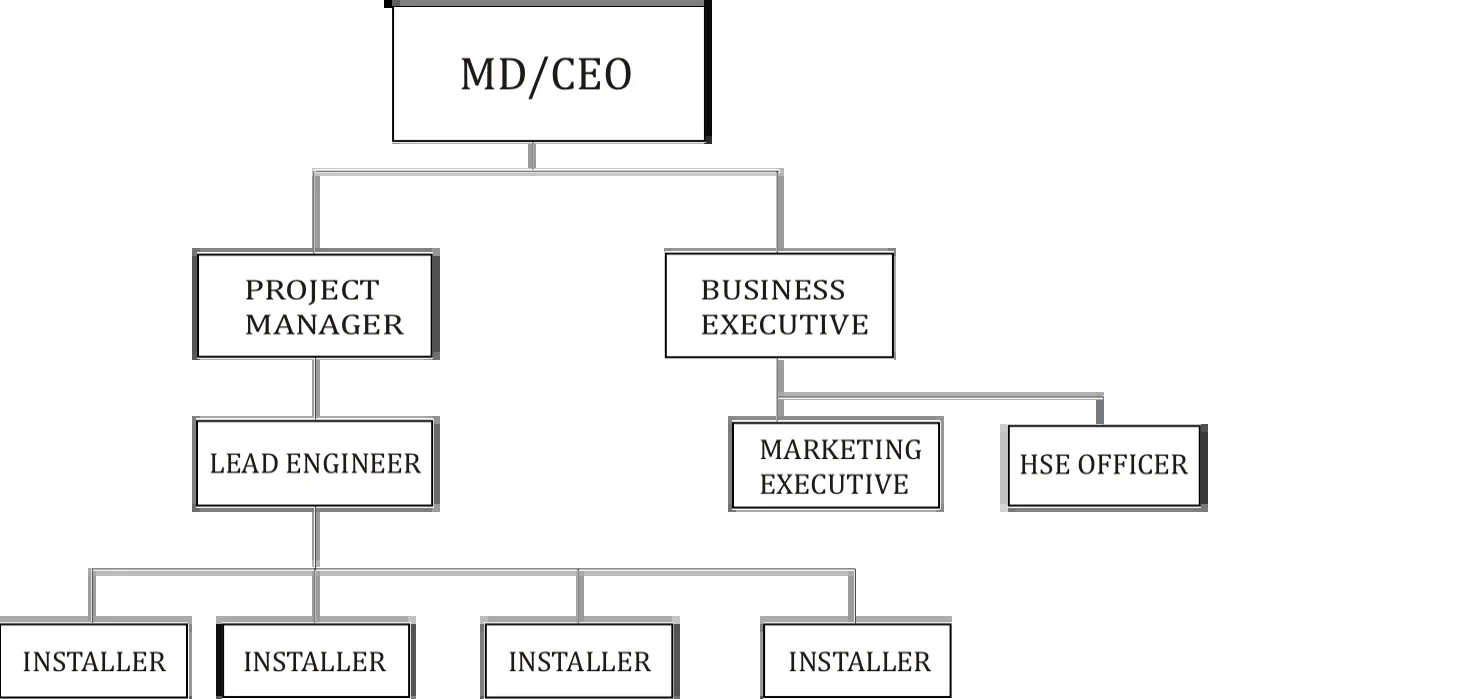 MD/CEO
PROJECT
MANAGER
BUSINESS
EXECUTIVE
LEAD ENGINEER
MARKETING
EXECUTIVE
HSE OFFICER
INSTALLER
INSTALLER
INSTALLER
INSTALLER